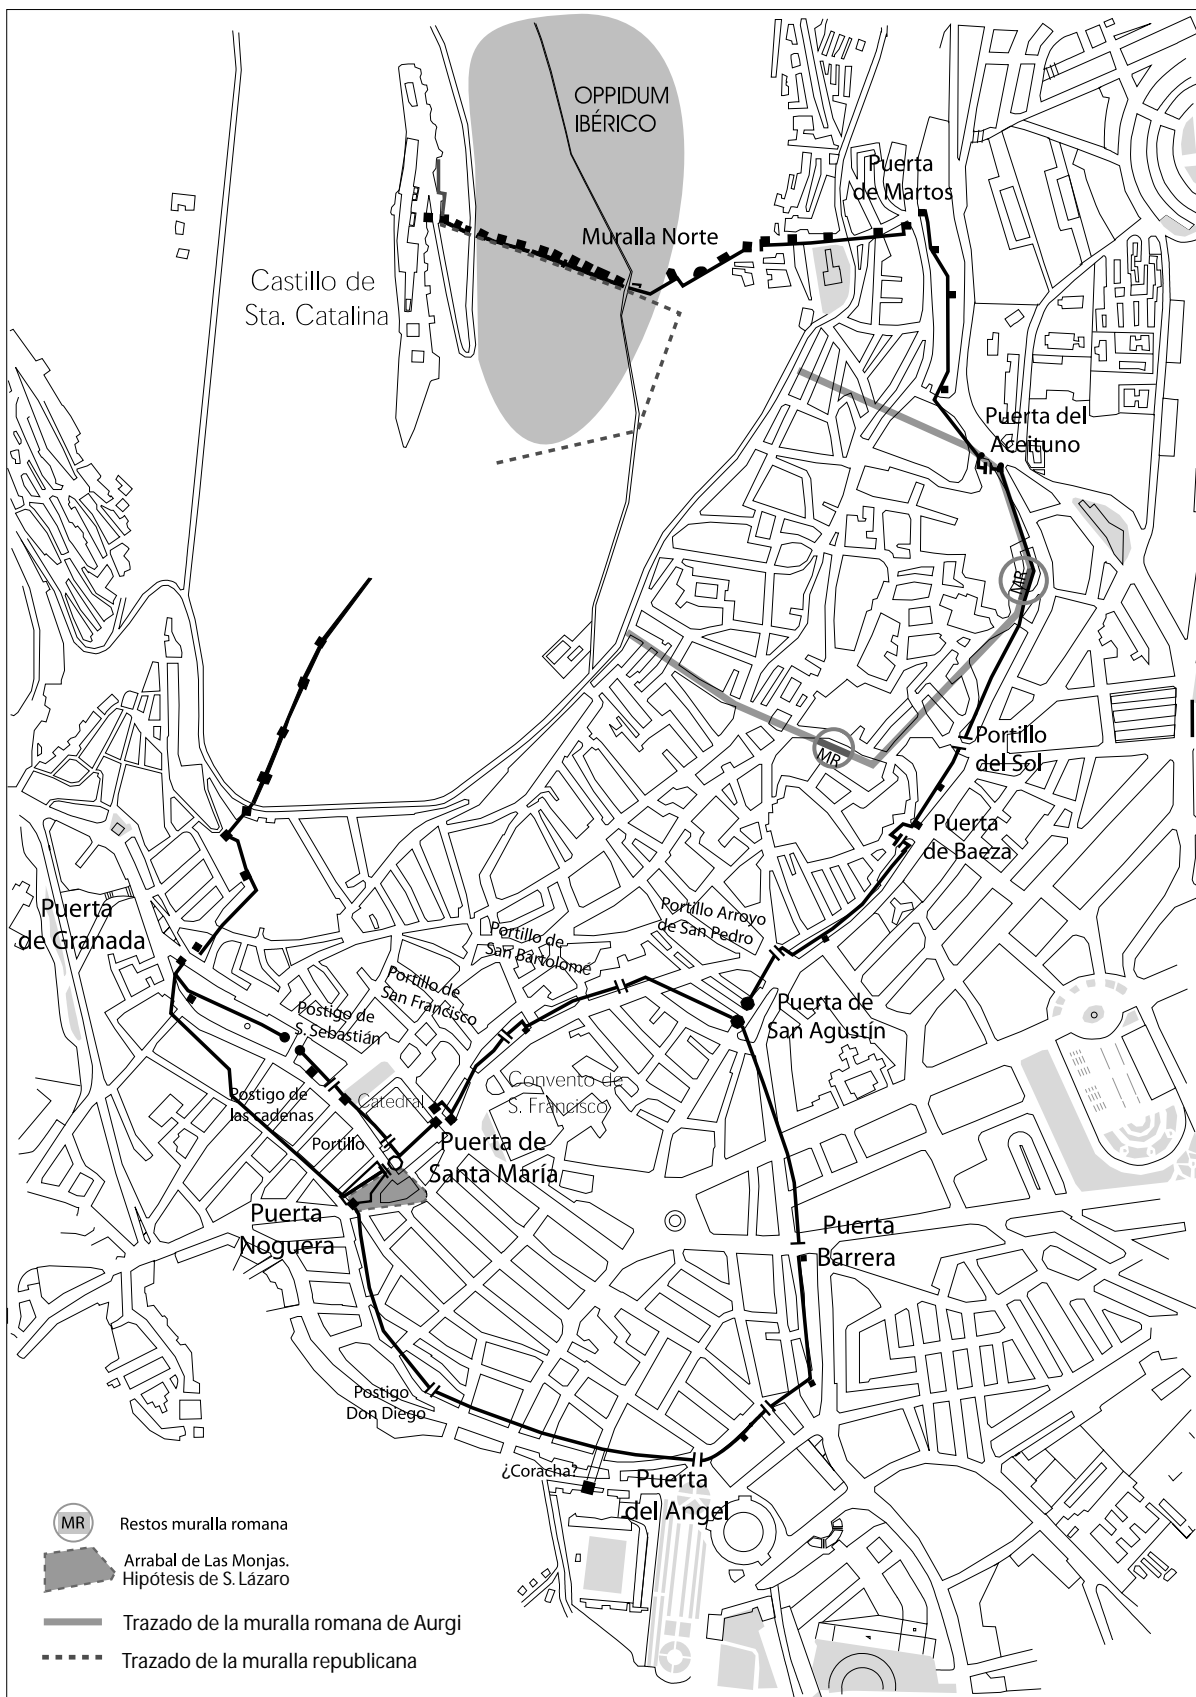 OPPIDUM
IBÉRICO
Puerta
de Martos
Muralla Norte
Castillo de
Sta. Catalina
Puerta del
Aceituno
MR
Portillo
del Sol
MR
Puerta
de Baeza
Puerta
de Granada
Portillo Arroyo
de San Pedro
Portillo de
San Bartolomé
Portillo de
San Francisco
Postigo de
S. Sebastián
Puerta de
San Agustín
Convento de
S. Francisco
Postigo de
las cadenas
Catedral
Portillo
Puerta de
Santa María
Puerta
Noguera
Puerta
Barrera
Postigo
Don Diego
¿Coracha?
Puerta
del Angel
MR
Restos muralla romana
Arrabal de Las Monjas.
Hipótesis de S. Lázaro
Trazado de la muralla romana de Aurgi
Trazado de la muralla republicana